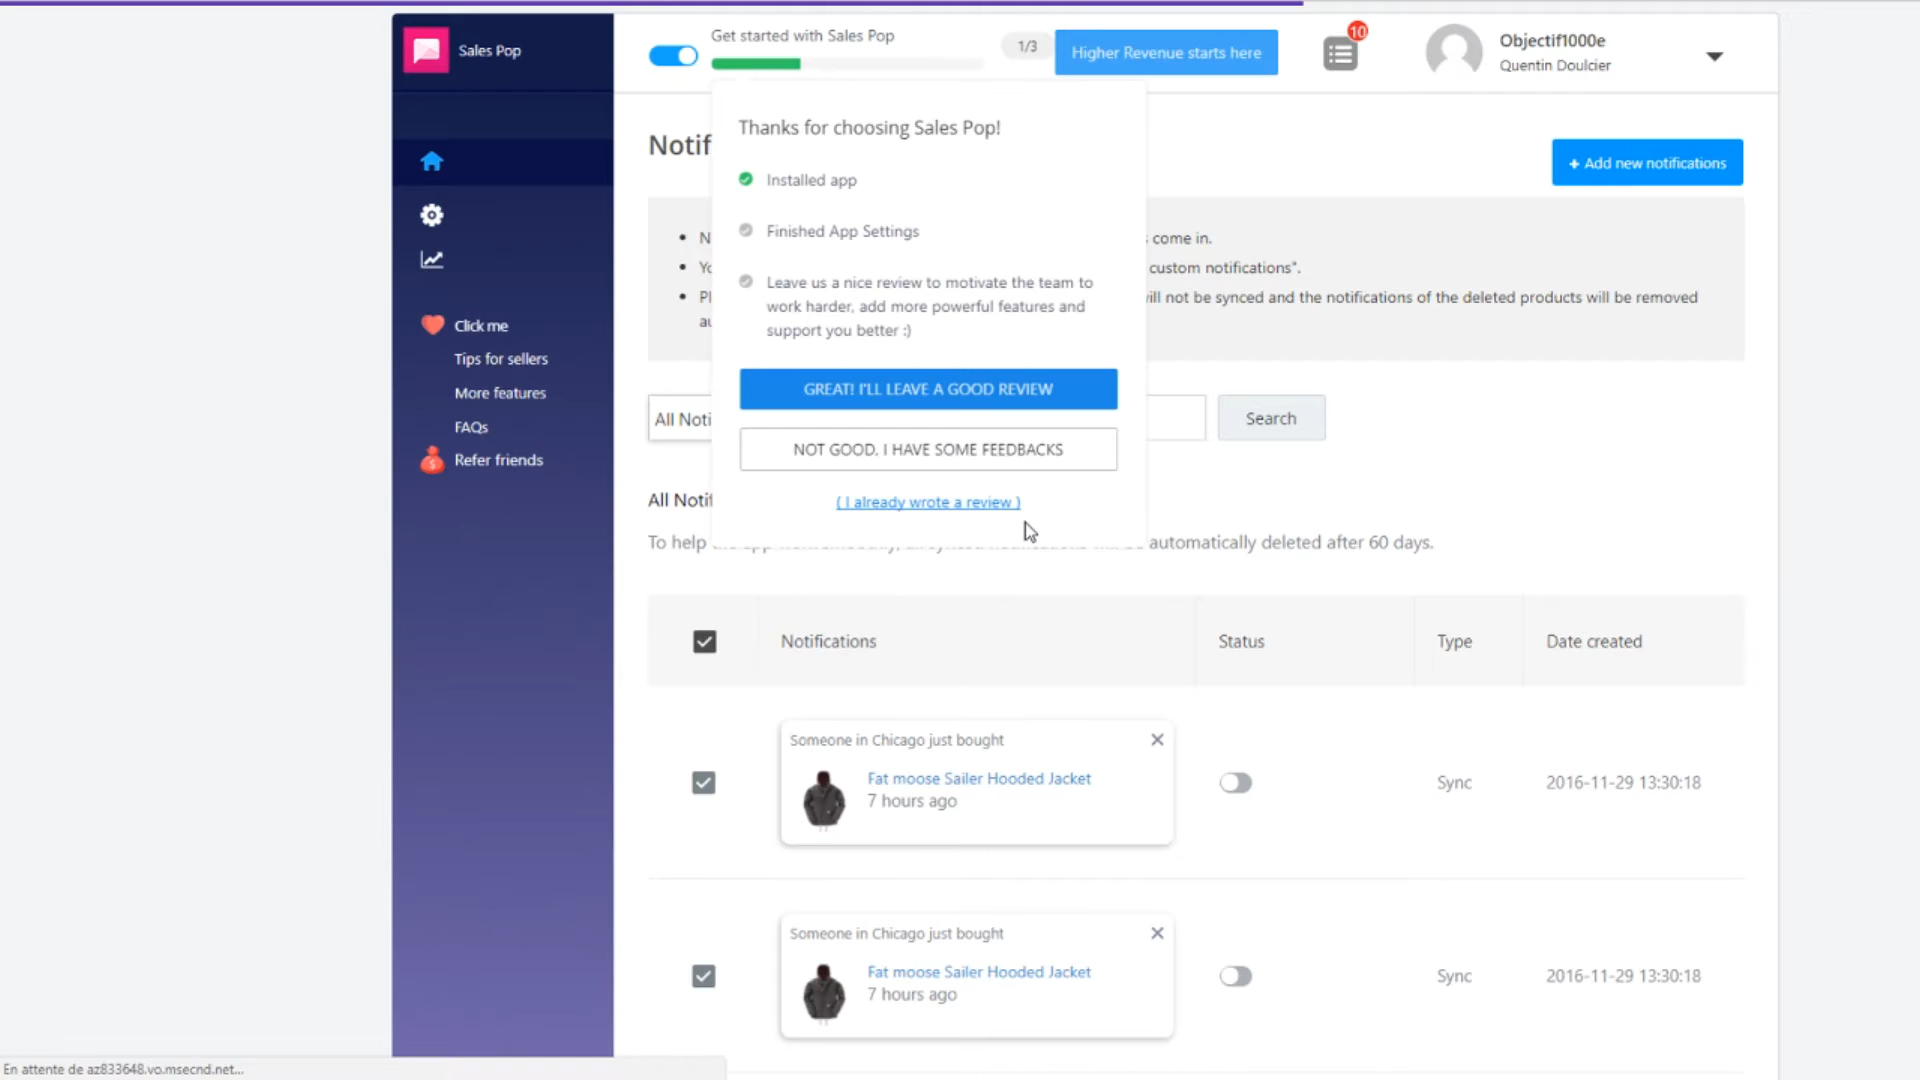 Sales Pop
Get started with Sales Pop
1/3
Higher Revenue starts here
10
Objectif1000e
Quentin Doulcier
Thanks for choosing Sales Pop!
Installed app
Finished App Settings
Leave us a nice review to motivate the team to
work harder, add more powerful features and
support you better :)
GREAT! I'LL LEAVE A GOOD REVIEW
NOT GOOD. I HAVE SOME FEEDBACKS
( I already wrote a review )
Click me
Tips for sellers
More features
FAQs
Refer friends
Notif
+ Add new notifications
come in.
custom notifications".
ill not be synced and the notifications of the deleted products will be removed
All Noti
Search
All Notif
To help automatically deleted after 60 days.
Notifications Status Type Date created
Someone in Chicago just bought
Fat moose Sailer Hooded Jacket
7 hours ago
Sync 2016-11-29 13:30:18
Someone in Chicago just bought
Fat moose Sailer Hooded Jacket
7 hours ago
Sync 2016-11-29 13:30:18
En attente de az833648.vo.msecnd.net...